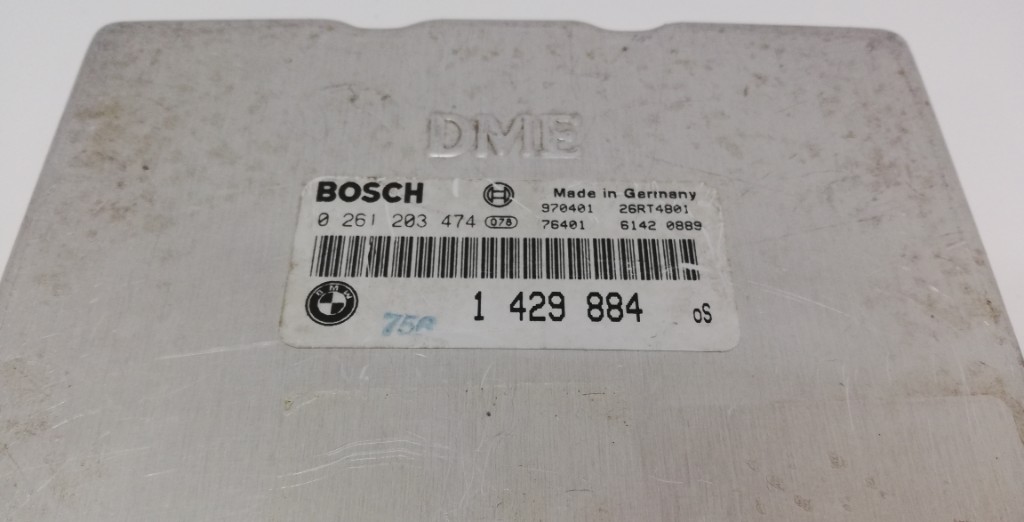 DME
BOSCH Made in Germany
970401 26RT4801
0 261 203 474 078
76401 6142 0889
BMW
1 429 884 oS